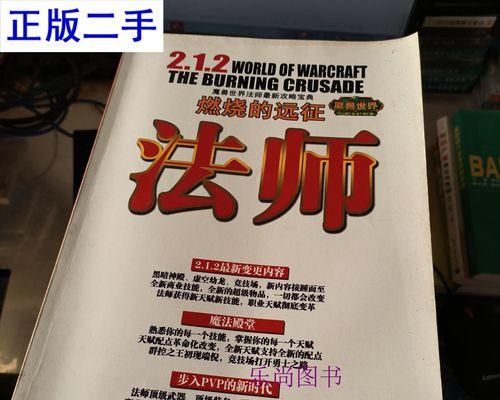 正版二手
2.1.2 WORLD OF WARCRAFT
THE BURNING CRUSADE
魔兽世界法师最新攻略宝典
燃烧的远征
魔兽世界
法师
2.1.2最新变更内容
黑暗神殿、虚空幼龙、竞技场，新内容接踵而至
全新商业技能，全新的超级物品，一切都会改变
法师获得新天赋新技能，职业天赋彻底变革
魔法殿堂
熟悉你的每一个技能，掌握你的每一个天赋
天赋配点革命化改变，全新天赋支持全新的配点
群控之王初现端倪，竞技场打开勇士之路
步入PVP的新时代
乐尚图书
法师顶级武器